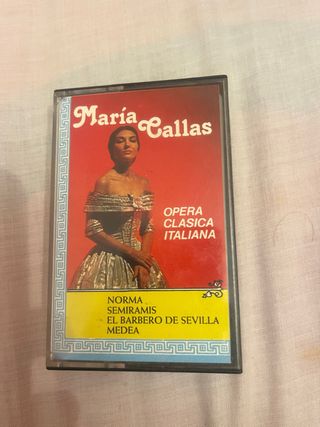 María
Callas
OPERA
CLASICA
ITALIANA
NORMA
SEMIRAMIS
EL BARBERO DE SEVILLA
MEDEA